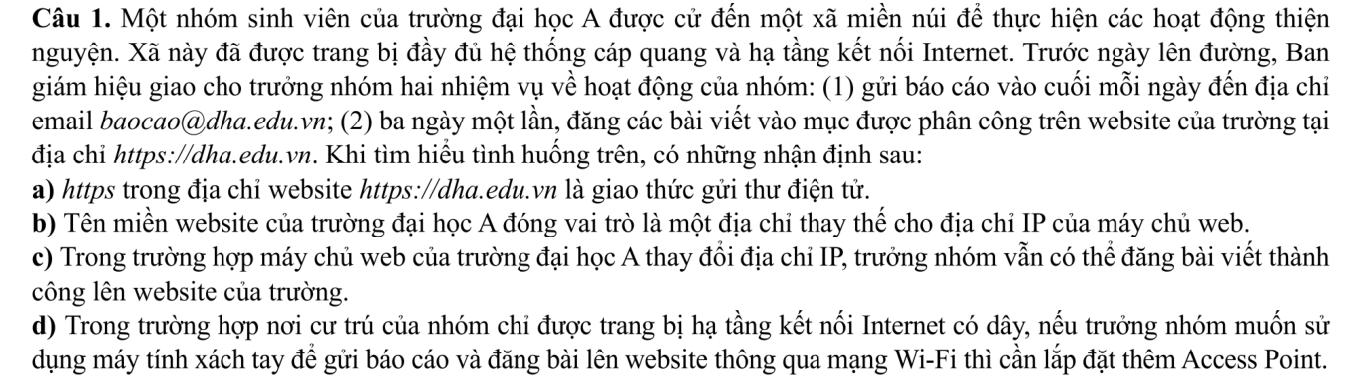 Câu 1. Một nhóm sinh viên của trường đại học A được cử đến một xã miền núi để thực hiện các hoạt động thiện
nguyện. Xã này đã được trang bị đầy đủ hệ thống cáp quang và hạ tầng kết nối Internet. Trước ngày lên đường, Ban
giám hiệu giao cho trưởng nhóm hai nhiệm vụ về hoạt động của nhóm: (1) gửi báo cáo vào cuối mỗi ngày đến địa chỉ
email baocao@dha.edu.vn; (2) ba ngày một lần, đăng các bài viết vào mục được phân công trên website của trường tại
địa chỉ https://dha.edu.vn. Khi tìm hiểu tình huống trên, có những nhận định sau:
a) https trong địa chỉ website https://dha.edu.vn là giao thức gửi thư điện tử.
b) Tên miền website của trường đại học A đóng vai trò là một địa chỉ thay thế cho địa chỉ IP của máy chủ web.
c) Trong trường hợp máy chủ web của trường đại học A thay đổi địa chỉ IP, trưởng nhóm vẫn có thể đăng bài viết thành
công lên website của trường.
d) Trong trường hợp nơi cư trú của nhóm chỉ được trang bị hạ tầng kết nối Internet có dây, nếu trưởng nhóm muốn sử
dụng máy tính xách tay để gửi báo cáo và đăng bài lên website thông qua mạng Wi-Fi thì cần lắp đặt thêm Access Point.